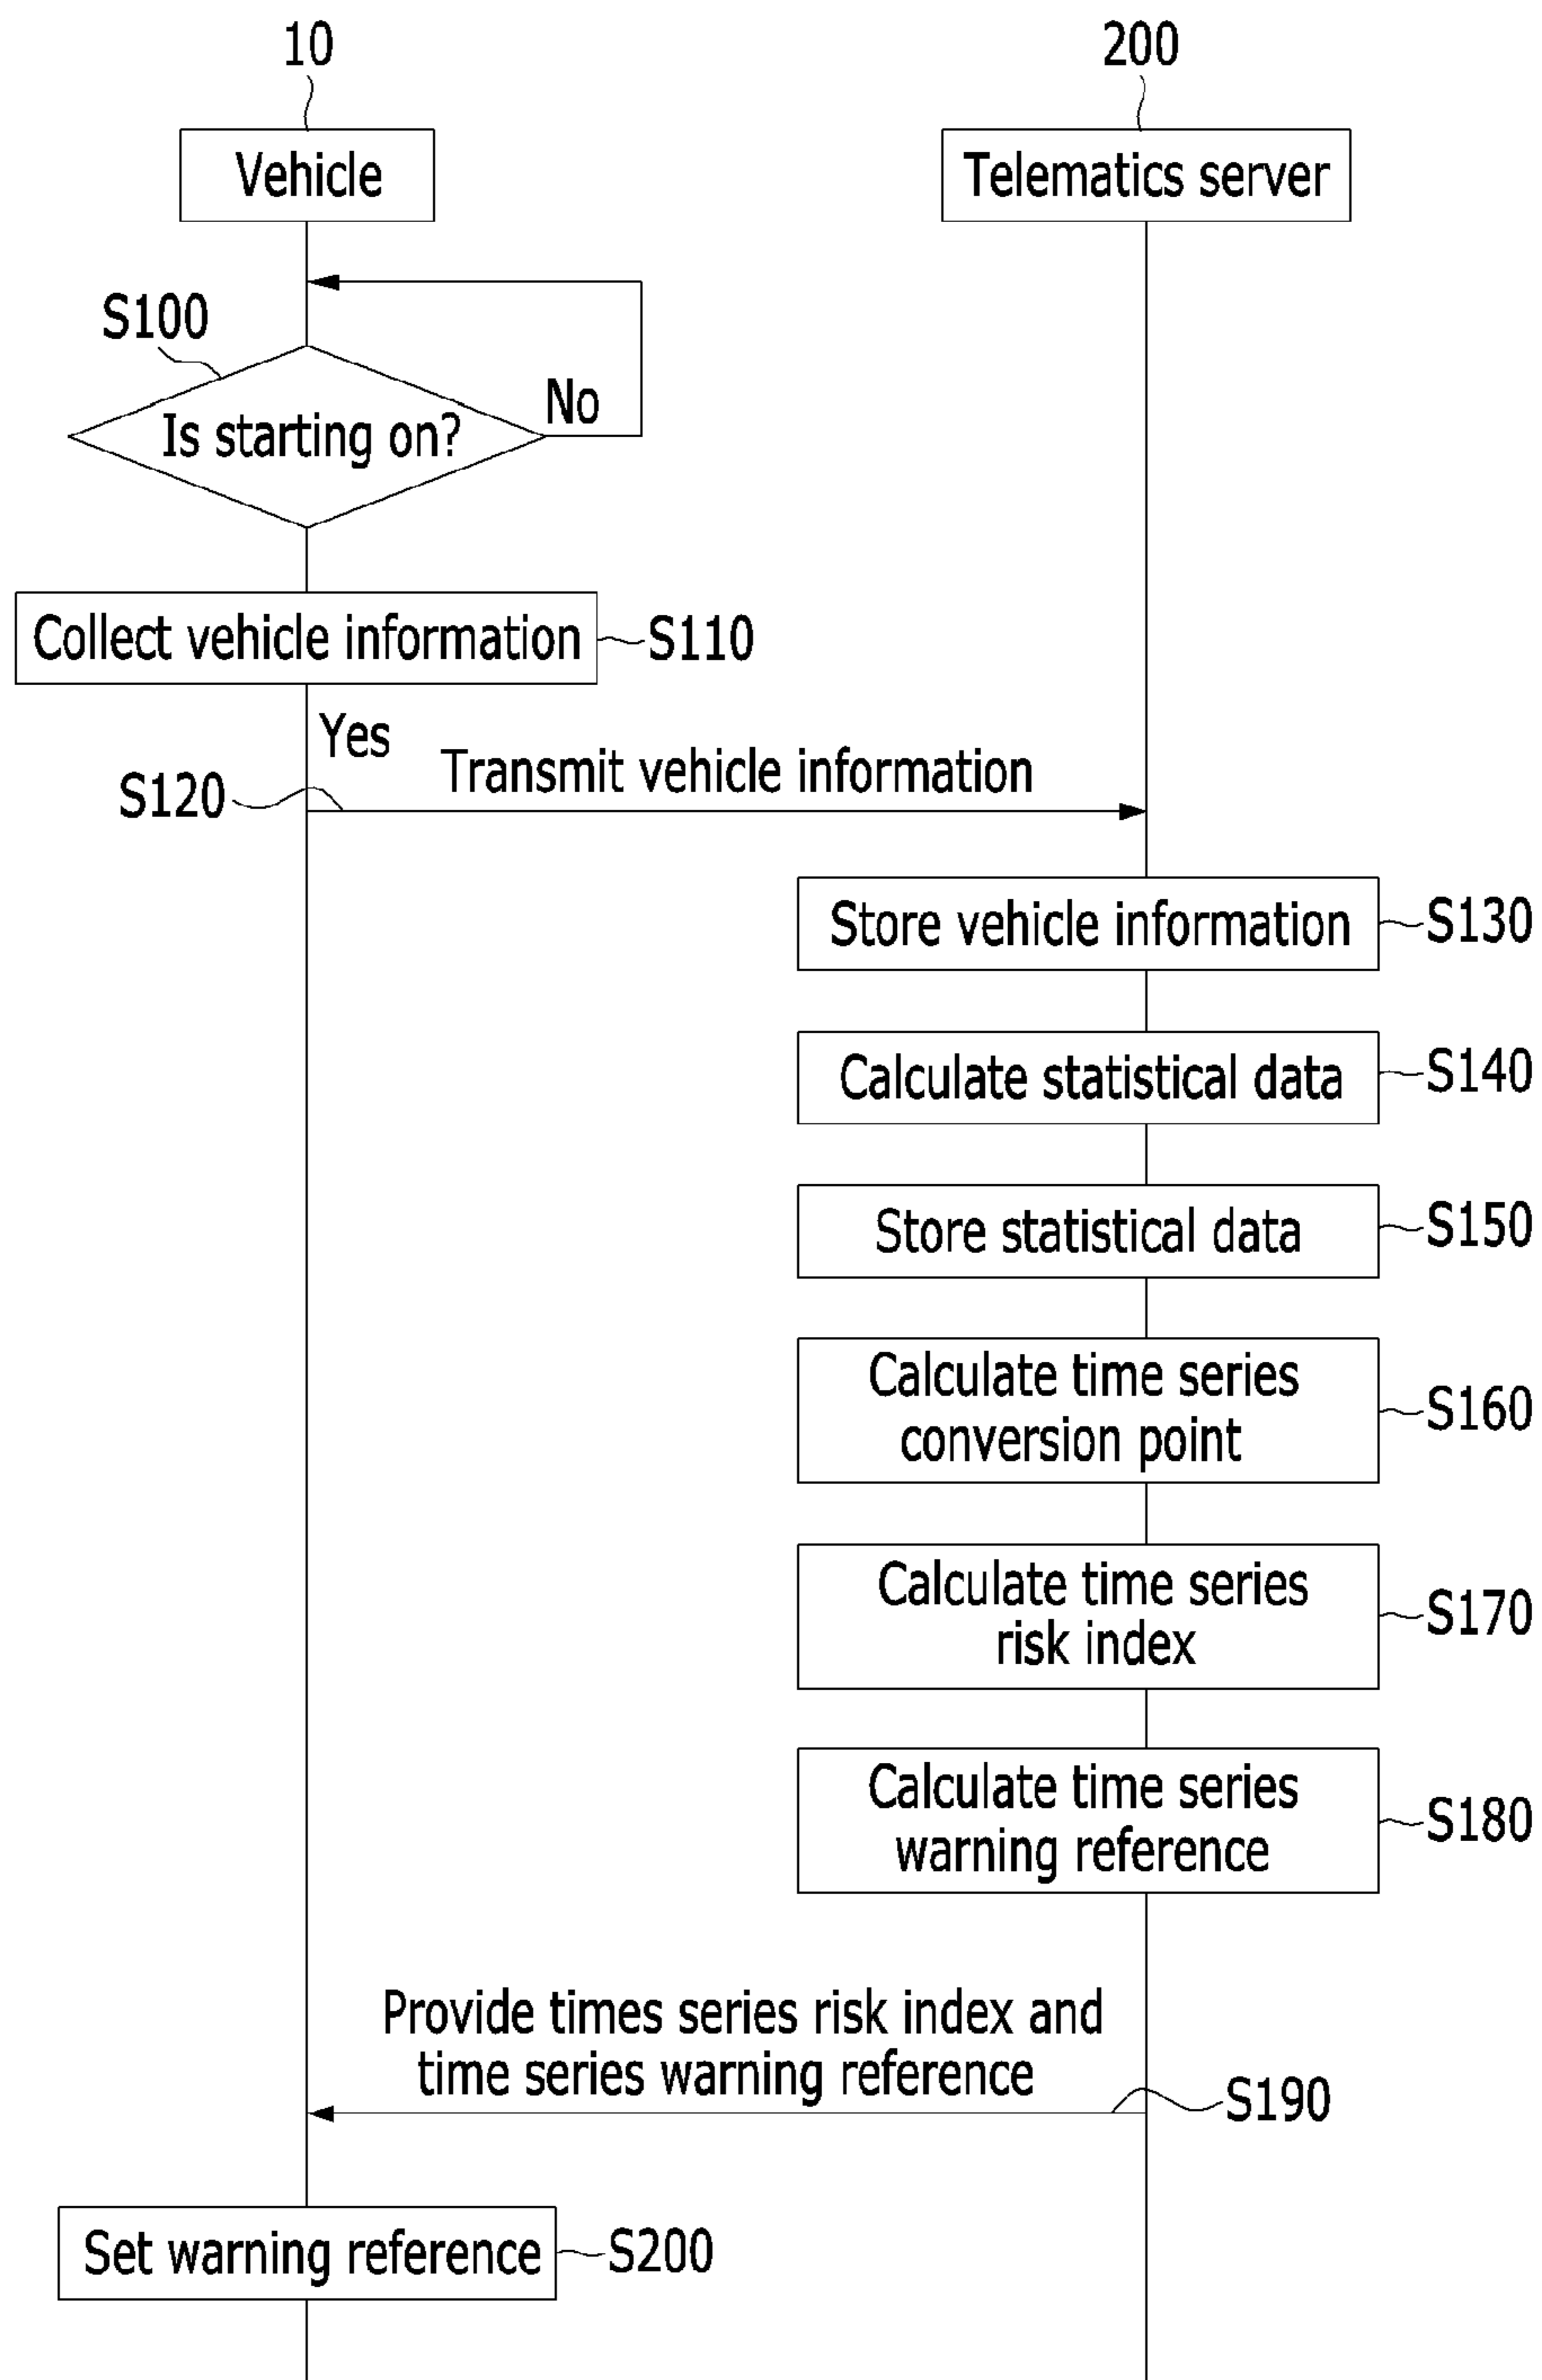 10
200
Vehicle
Telematics server
S100
No
Is starting on?
Collect vehicle information
S110
Yes
Transmit vehicle information
S120
Store vehicle information
S130
Calculate statistical data
S140
Store statistical data
S150
Calculate time series
conversion point
S160
Calculate time series
risk index
S170
Calculate time series
warning reference
S180
Provide times series risk index and
time series warning reference
S190
Set warning reference
S200